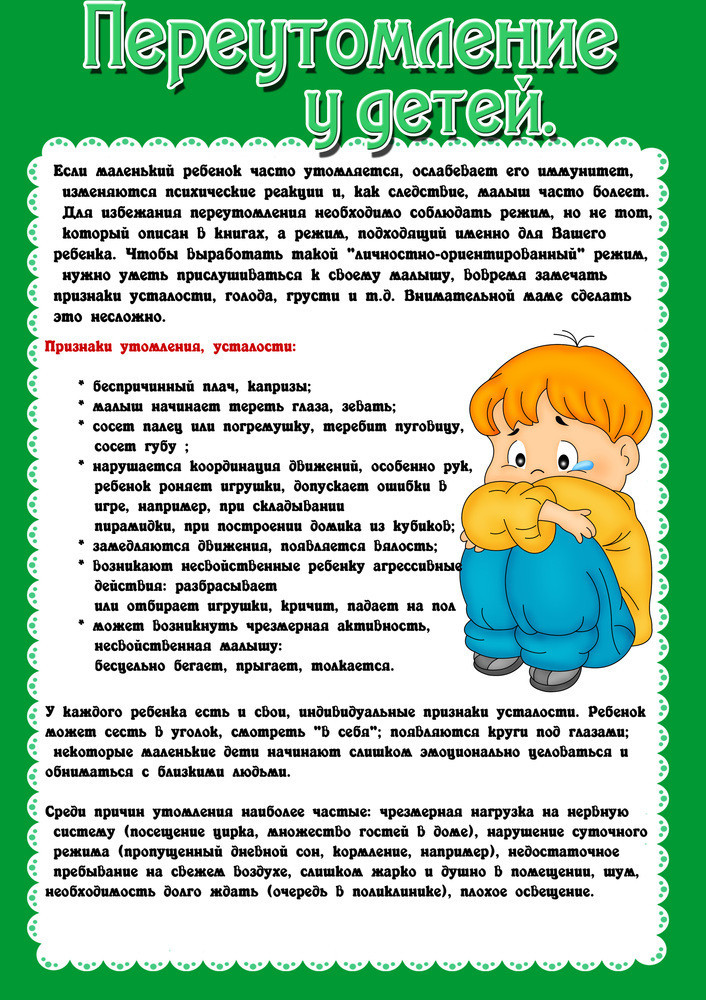 Переутомление
у детей.
Если маленький ребенок часто утомляется, ослабевает его иммунитет,
изменяются психические реакции и, как следствие, малыш часто болеет.
Для избежания переутомления необходимо соблюдать режим, но не тот,
который описан в книгах, а режим, подходящий именно для Вашего
ребенка. Чтобы выработать такой "личностно-ориентированный" режим,
нужно уметь прислушиваться к своему малышу, вовремя замечать
признаки усталости, голода, грусти и т.д. Внимательной маме сделать
это несложно.
Признаки утомления, усталости:
* беспричинный плач, капризы;
* малыш начинает тереть глаза, зевать;
* сосет палец или погремушку, теребит пуговицу,
сосет губу ;
* нарушается координация движений, особенно рук,
ребенок роняет игрушки, допускает ошибки в
игре, например, при складывании
пирамидки, при построении домика из кубиков;
* замедляются движения, появляется вялость;
* возникают несвойственные ребенку агрессивные
действия: разбрасывает
или отбирает игрушки, кричит, падает на пол
* может возникнуть чрезмерная активность,
несвойственная малышу:
бесцельно бегает, прыгает, толкается.
У каждого ребенка есть и свои, индивидуальные признаки усталости. Ребенок
может сесть в уголок, смотреть "в себя"; появляются круги под глазами;
некоторые маленькие дети начинают слишком эмоционально целоваться и
обниматься с близкими людьми.
Среди причин утомления наиболее частые: чрезмерная нагрузка на нервную
систему (посещение цирка, множество гостей в доме), нарушение суточного
режима (пропущенный дневной сон, кормление, например), недостаточное
пребывание на свежем воздухе, слишком жарко и душно в помещении, шум,
необходимость долго ждать (очередь в поликлинике), плохое освещение.